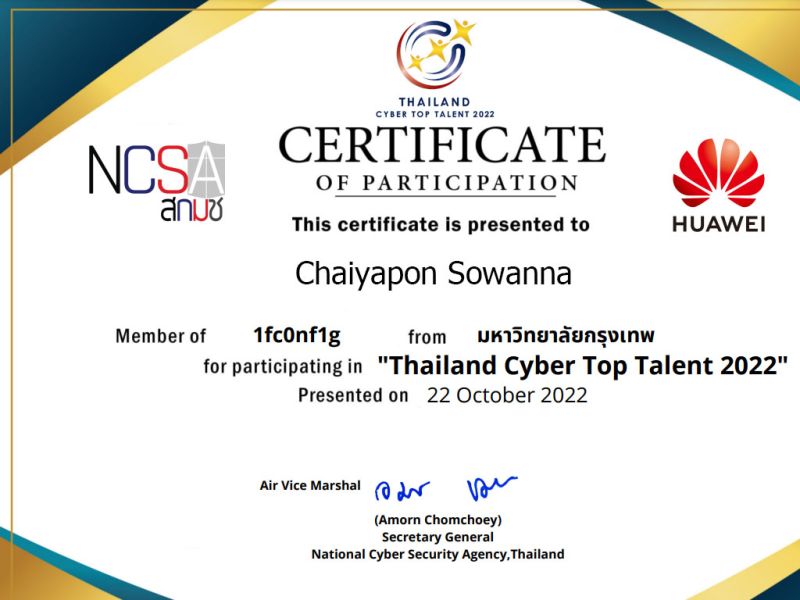 THAILAND
CYBER TOP TALENT 2022
NCSA
สกมช
CERTIFICATE
OF PARTICIPATION
HUAWEI
This certificate is presented to
Chaiyapon Sowanna
Member of 1fc0nf1g from มหาวิทยาลัยกรุงเทพ
for participating in "Thailand Cyber Top Talent 2022"
Presented on 22 October 2022
Air Vice Marshal
(Amorn Chomchoey)
Secretary General
National Cyber Security Agency,Thailand